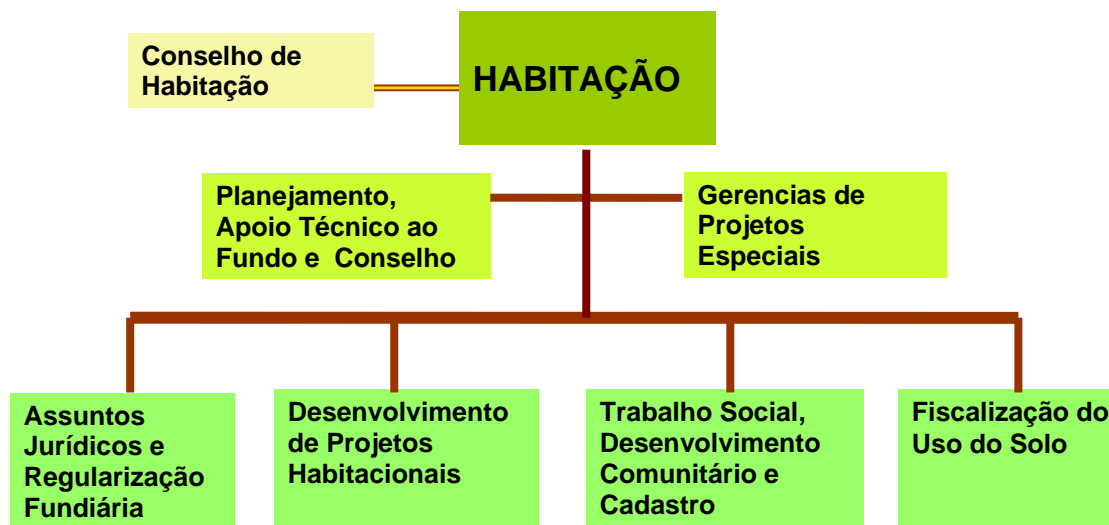 Conselho de
Habitação
HABITAÇÃO
Planejamento,
Apoio Técnico ao
Fundo e Conselho
Gerencias de
Projetos
Especiais
Assuntos
Jurídicos e
Regularização
Fundiária
Desenvolvimento
de Projetos
Habitacionais
Trabalho Social,
Desenvolvimento
Comunitário e
Cadastro
Fiscalização do
Uso do Solo